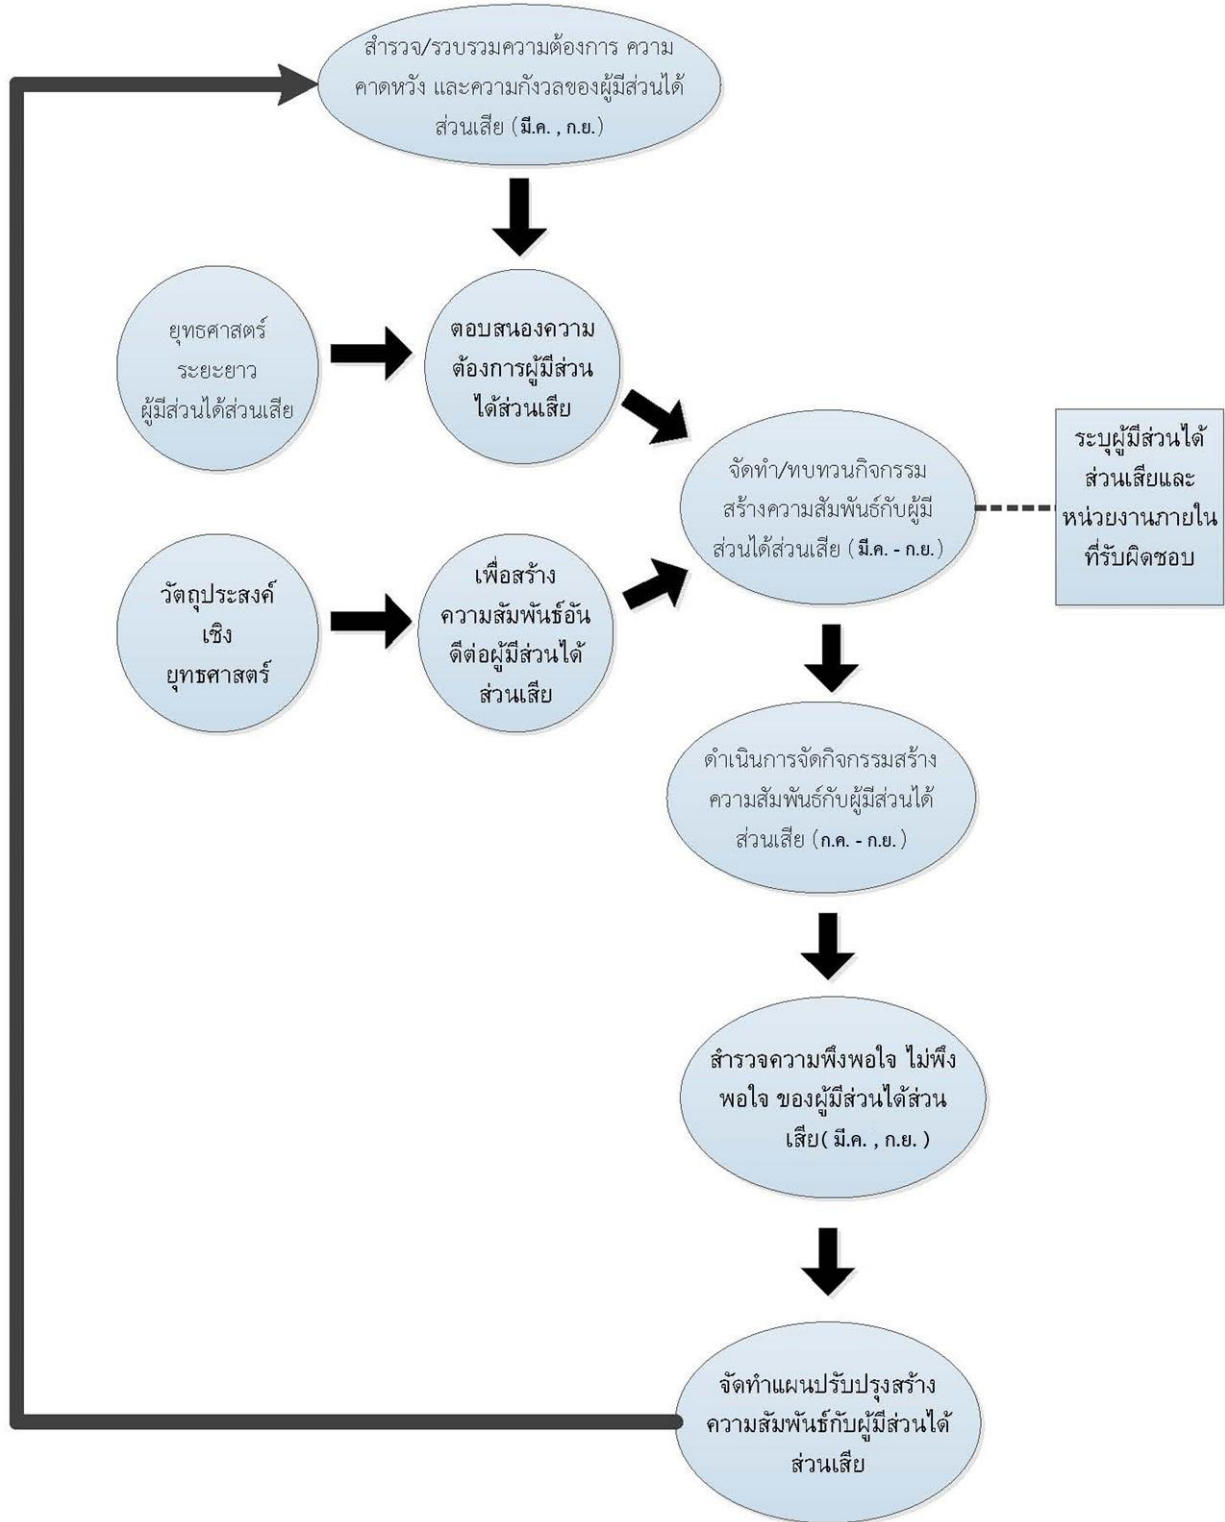 สำรวจ/รวบรวมความต้องการ ความ
คาดหวัง และความกังวลของผู้มีส่วนได้
ส่วนเสีย (มี.ค. , ก.ย.)
ยุทธศาสตร์
ระยะยาว
ผู้มีส่วนได้ส่วนเสีย
ตอบสนองความ
ต้องการผู้มีส่วน
ได้ส่วนเสีย
วัตถุประสงค์
เชิง
ยุทธศาสตร์
เพื่อสร้าง
ความสัมพันธ์อัน
ดีต่อผู้มีส่วนได้
ส่วนเสีย
จัดทำ/ทบทวนกิจกรรม
สร้างความสัมพันธ์กับผู้มี
ส่วนได้ส่วนเสีย (มี.ค. - ก.ย.)
ระบุผู้มีส่วนได้
ส่วนเสียและ
หน่วยงานภายใน
ที่รับผิดชอบ
ดำเนินการจัดกิจกรรมสร้าง
ความสัมพันธ์กับผู้มีส่วนได้
ส่วนเสีย (ก.ค. - ก.ย.)
สำรวจความพึงพอใจ ไม่พึง
พอใจ ของผู้มีส่วนได้ส่วน
เสีย( มี.ค. , ก.ย. )
จัดทำแผนปรับปรุงสร้าง
ความสัมพันธ์กับผู้มีส่วนได้
ส่วนเสีย